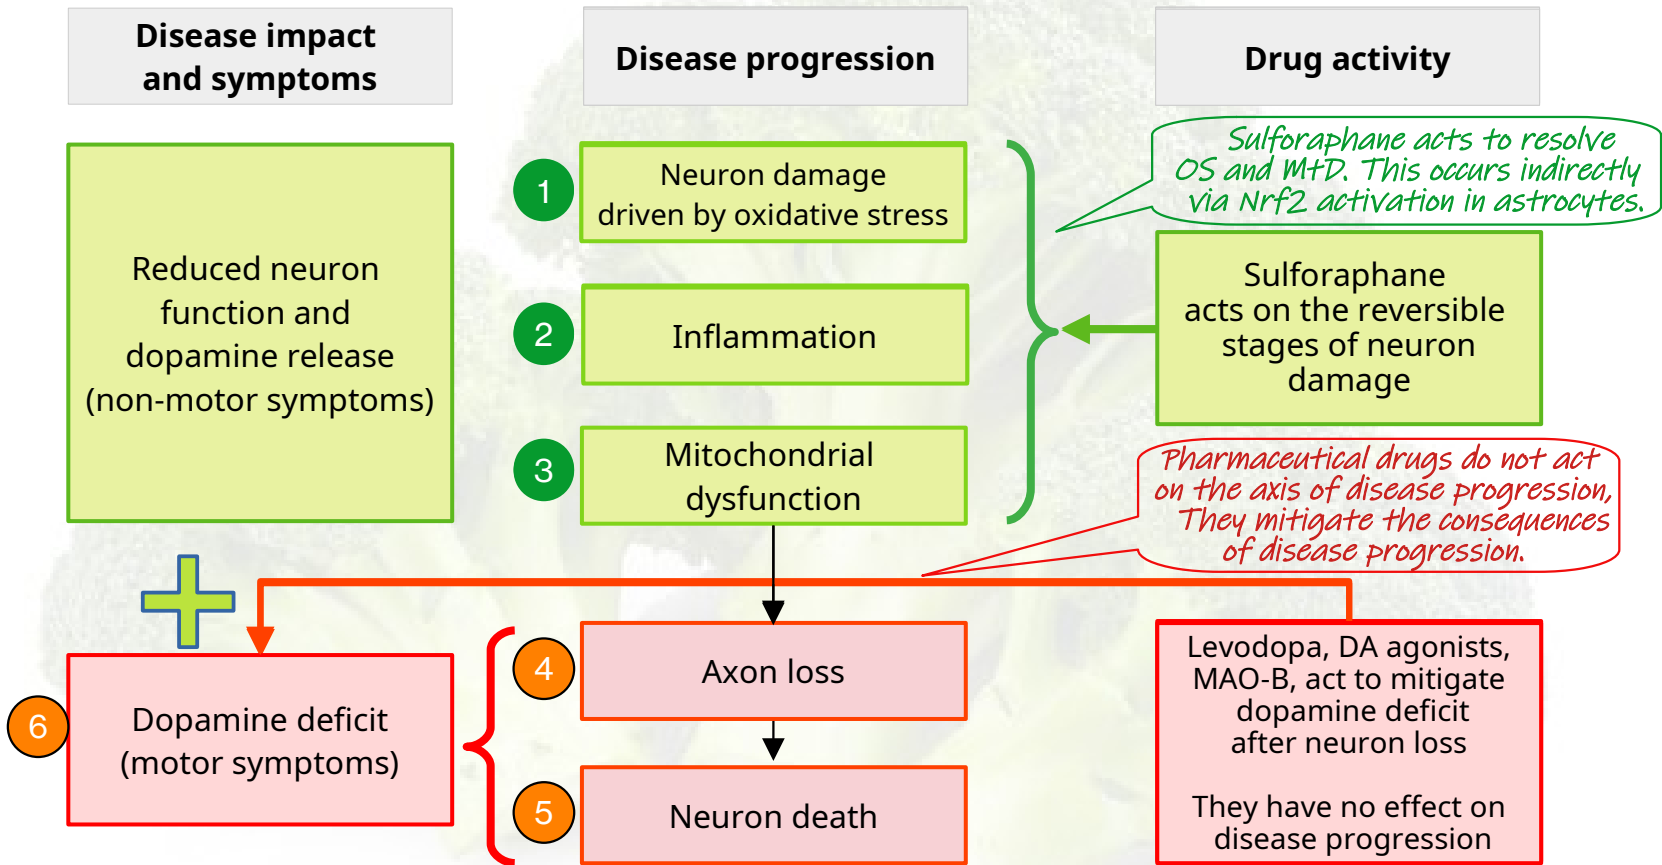 Disease impact
and symptoms
Disease progression
Drug activity
Reduced neuron
function and
dopamine release
(non-motor symptoms)
1
Neuron damage
driven by oxidative stress
2
Inflammation
3
Mitochondrial
dysfunction
Sulforaphane acts to resolve
OS and MtD. This occurs indirectly
via Nrf2 activation in astrocytes.
Sulforaphane
acts on the reversible
stages of neuron
damage
Pharmaceutical drugs do not act
on the axis of disease progression,
They mitigate the consequences
of disease progression.
6
Dopamine deficit
(motor symptoms)
4
Axon loss
5
Neuron death
Levodopa, DA agonists,
MAO-B, act to mitigate
dopamine deficit
after neuron loss
They have no effect on
disease progression